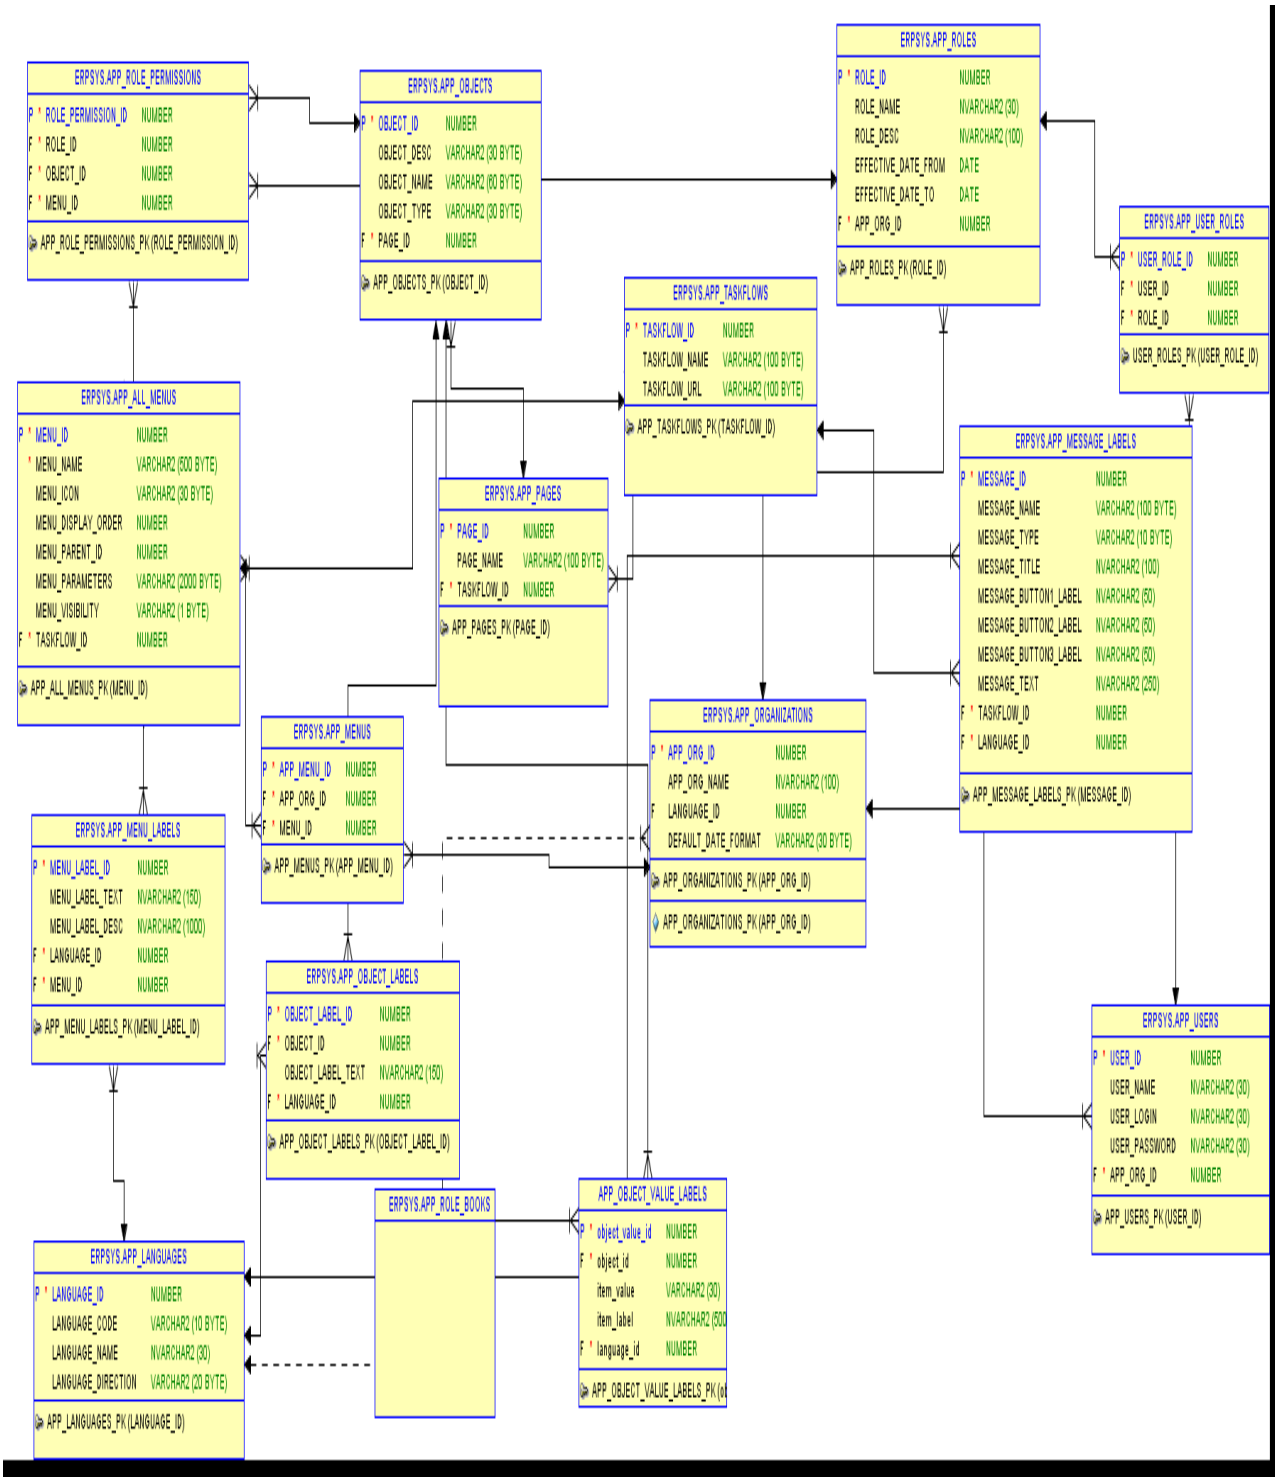 ERPSYS.APP_ROLE_PERMISSIONS
P * ROLE_PERMISSION_ID NUMBER
F * ROLE_ID NUMBER
F * OBJECT_ID NUMBER
F * MENU_ID NUMBER
APP_ROLE_PERMISSIONS_PK (ROLE_PERMISSION_ID)
ERPSYS.APP_OBJECTS
P * OBJECT_ID NUMBER
OBJECT_DESC VARCHAR2 (30 BYTE)
OBJECT_NAME VARCHAR2 (60 BYTE)
OBJECT_TYPE VARCHAR2 (30 BYTE)
F * PAGE_ID NUMBER
APP_OBJECTS_PK (OBJECT_ID)
ERPSYS.APP_ROLES
P * ROLE_ID NUMBER
ROLE_NAME NVARCHAR2 (30)
ROLE_DESC NVARCHAR2 (100)
EFFECTIVE_DATE_FROM DATE
EFFECTIVE_DATE_TO DATE
F * APP_ORG_ID NUMBER
APP_ROLES_PK (ROLE_ID)
ERPSYS.APP_USER_ROLES
P * USER_ROLE_ID NUMBER
F * USER_ID NUMBER
F * ROLE_ID NUMBER
USER_ROLES_PK (USER_ROLE_ID)
ERPSYS.APP_TASKFLOWS
P * TASKFLOW_ID NUMBER
TASKFLOW_NAME VARCHAR2 (100 BYTE)
TASKFLOW_URL VARCHAR2 (100 BYTE)
APP_TASKFLOWS_PK (TASKFLOW_ID)
ERPSYS.APP_ALL_MENUS
P * MENU_ID NUMBER
* MENU_NAME VARCHAR2 (500 BYTE)
MENU_ICON VARCHAR2 (30 BYTE)
MENU_DISPLAY_ORDER NUMBER
MENU_PARENT_ID NUMBER
MENU_PARAMETERS VARCHAR2 (2000 BYTE)
MENU_VISIBILITY VARCHAR2 (1 BYTE)
F * TASKFLOW_ID NUMBER
APP_ALL_MENUS_PK (MENU_ID)
ERPSYS.APP_PAGES
P * PAGE_ID NUMBER
PAGE_NAME VARCHAR2 (100 BYTE)
F * TASKFLOW_ID NUMBER
APP_PAGES_PK (PAGE_ID)
ERPSYS.APP_MESSAGE_LABELS
P * MESSAGE_ID NUMBER
MESSAGE_NAME VARCHAR2 (100 BYTE)
MESSAGE_TYPE VARCHAR2 (10 BYTE)
MESSAGE_TITLE NVARCHAR2 (100)
MESSAGE_BUTTON1_LABEL NVARCHAR2 (50)
MESSAGE_BUTTON2_LABEL NVARCHAR2 (50)
MESSAGE_BUTTON3_LABEL NVARCHAR2 (50)
MESSAGE_TEXT NVARCHAR2 (250)
F * TASKFLOW_ID NUMBER
F * LANGUAGE_ID NUMBER
APP_MESSAGE_LABELS_PK (MESSAGE_ID)
ERPSYS.APP_MENUS
P * APP_MENU_ID NUMBER
F * APP_ORG_ID NUMBER
F * MENU_ID NUMBER
APP_MENUS_PK (APP_MENU_ID)
ERPSYS.APP_ORGANIZATIONS
P * APP_ORG_ID NUMBER
APP_ORG_NAME NVARCHAR2 (100)
F LANGUAGE_ID NUMBER
DEFAULT_DATE_FORMAT VARCHAR2 (30 BYTE)
APP_ORGANIZATIONS_PK (APP_ORG_ID)
APP_ORGANIZATIONS_PK (APP_ORG_ID)
ERPSYS.APP_MENU_LABELS
P * MENU_LABEL_ID NUMBER
MENU_LABEL_TEXT NVARCHAR2 (150)
MENU_LABEL_DESC NVARCHAR2 (1000)
F * LANGUAGE_ID NUMBER
F * MENU_ID NUMBER
APP_MENU_LABELS_PK (MENU_LABEL_ID)
ERPSYS.APP_OBJECT_LABELS
P * OBJECT_LABEL_ID NUMBER
F * OBJECT_ID NUMBER
OBJECT_LABEL_TEXT NVARCHAR2 (150)
F * LANGUAGE_ID NUMBER
APP_OBJECT_LABELS_PK (OBJECT_LABEL_ID)
ERPSYS.APP_USERS
P * USER_ID NUMBER
USER_NAME NVARCHAR2 (30)
USER_LOGIN NVARCHAR2 (30)
USER_PASSWORD NVARCHAR2 (30)
F * APP_ORG_ID NUMBER
APP_USERS_PK (USER_ID)
ERPSYS.APP_ROLE_BOOKS
APP_OBJECT_VALUE_LABELS
P * object_value_id NUMBER
F * object_id NUMBER
item_value VARCHAR2 (30)
item_label NVARCHAR2 (500
F * language_id NUMBER
APP_OBJECT_VALUE_LABELS_PK (ob
ERPSYS.APP_LANGUAGES
P * LANGUAGE_ID NUMBER
LANGUAGE_CODE VARCHAR2 (10 BYTE)
LANGUAGE_NAME NVARCHAR2 (30)
LANGUAGE_DIRECTION VARCHAR2 (20 BYTE)
APP_LANGUAGES_PK (LANGUAGE_ID)